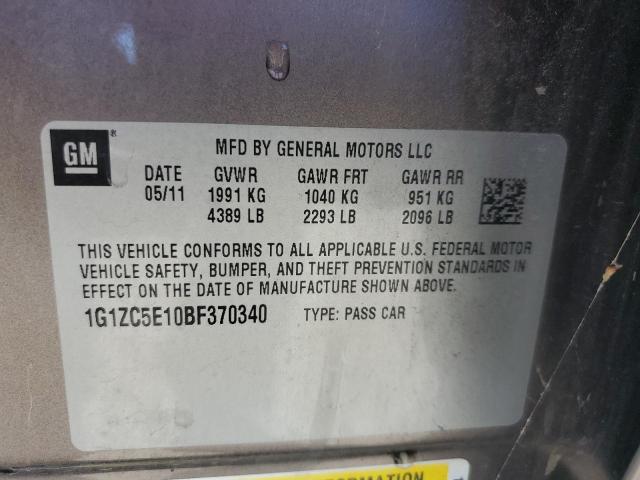 GM®
MFD BY GENERAL MOTORS LLC
DATE GVWR GAWR FRT GAWR RR
05/11 1991 KG 1040 KG 951 KG
4389 LB 2293 LB 2096 LB
THIS VEHICLE CONFORMS TO ALL APPLICABLE U.S. FEDERAL MOTOR
VEHICLE SAFETY, BUMPER, AND THEFT PREVENTION STANDARDS IN
EFFECT ON THE DATE OF MANUFACTURE SHOWN ABOVE.
1G1ZC5E10BF370340 TYPE: PASS CAR
INFORMATION